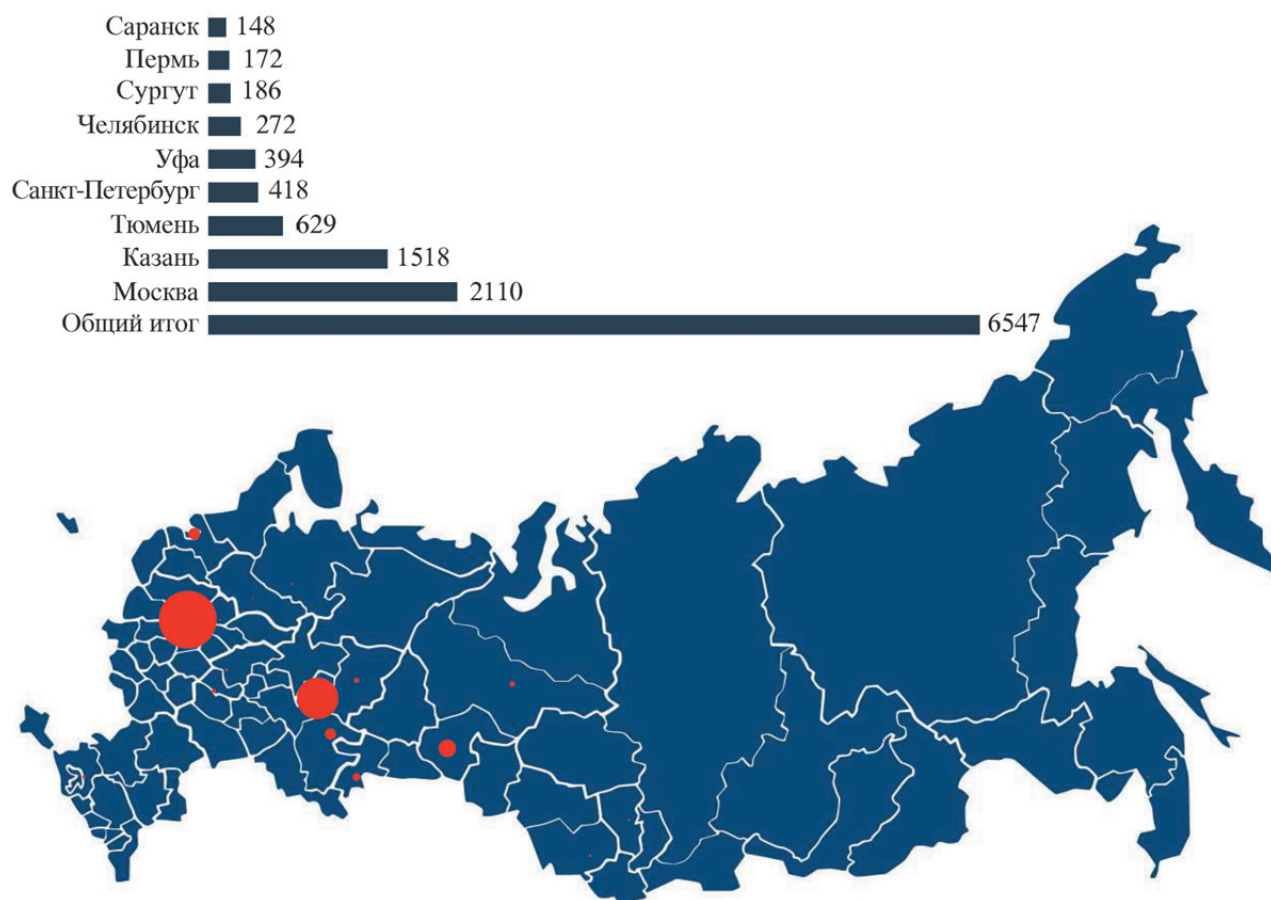 Саранск 148
Пермь 172
Сургут 186
Челябинск 272
Уфа 394
Санкт-Петербург 418
Тюмень 629
Казань 1518
Москва 2110
Общий итог 6547